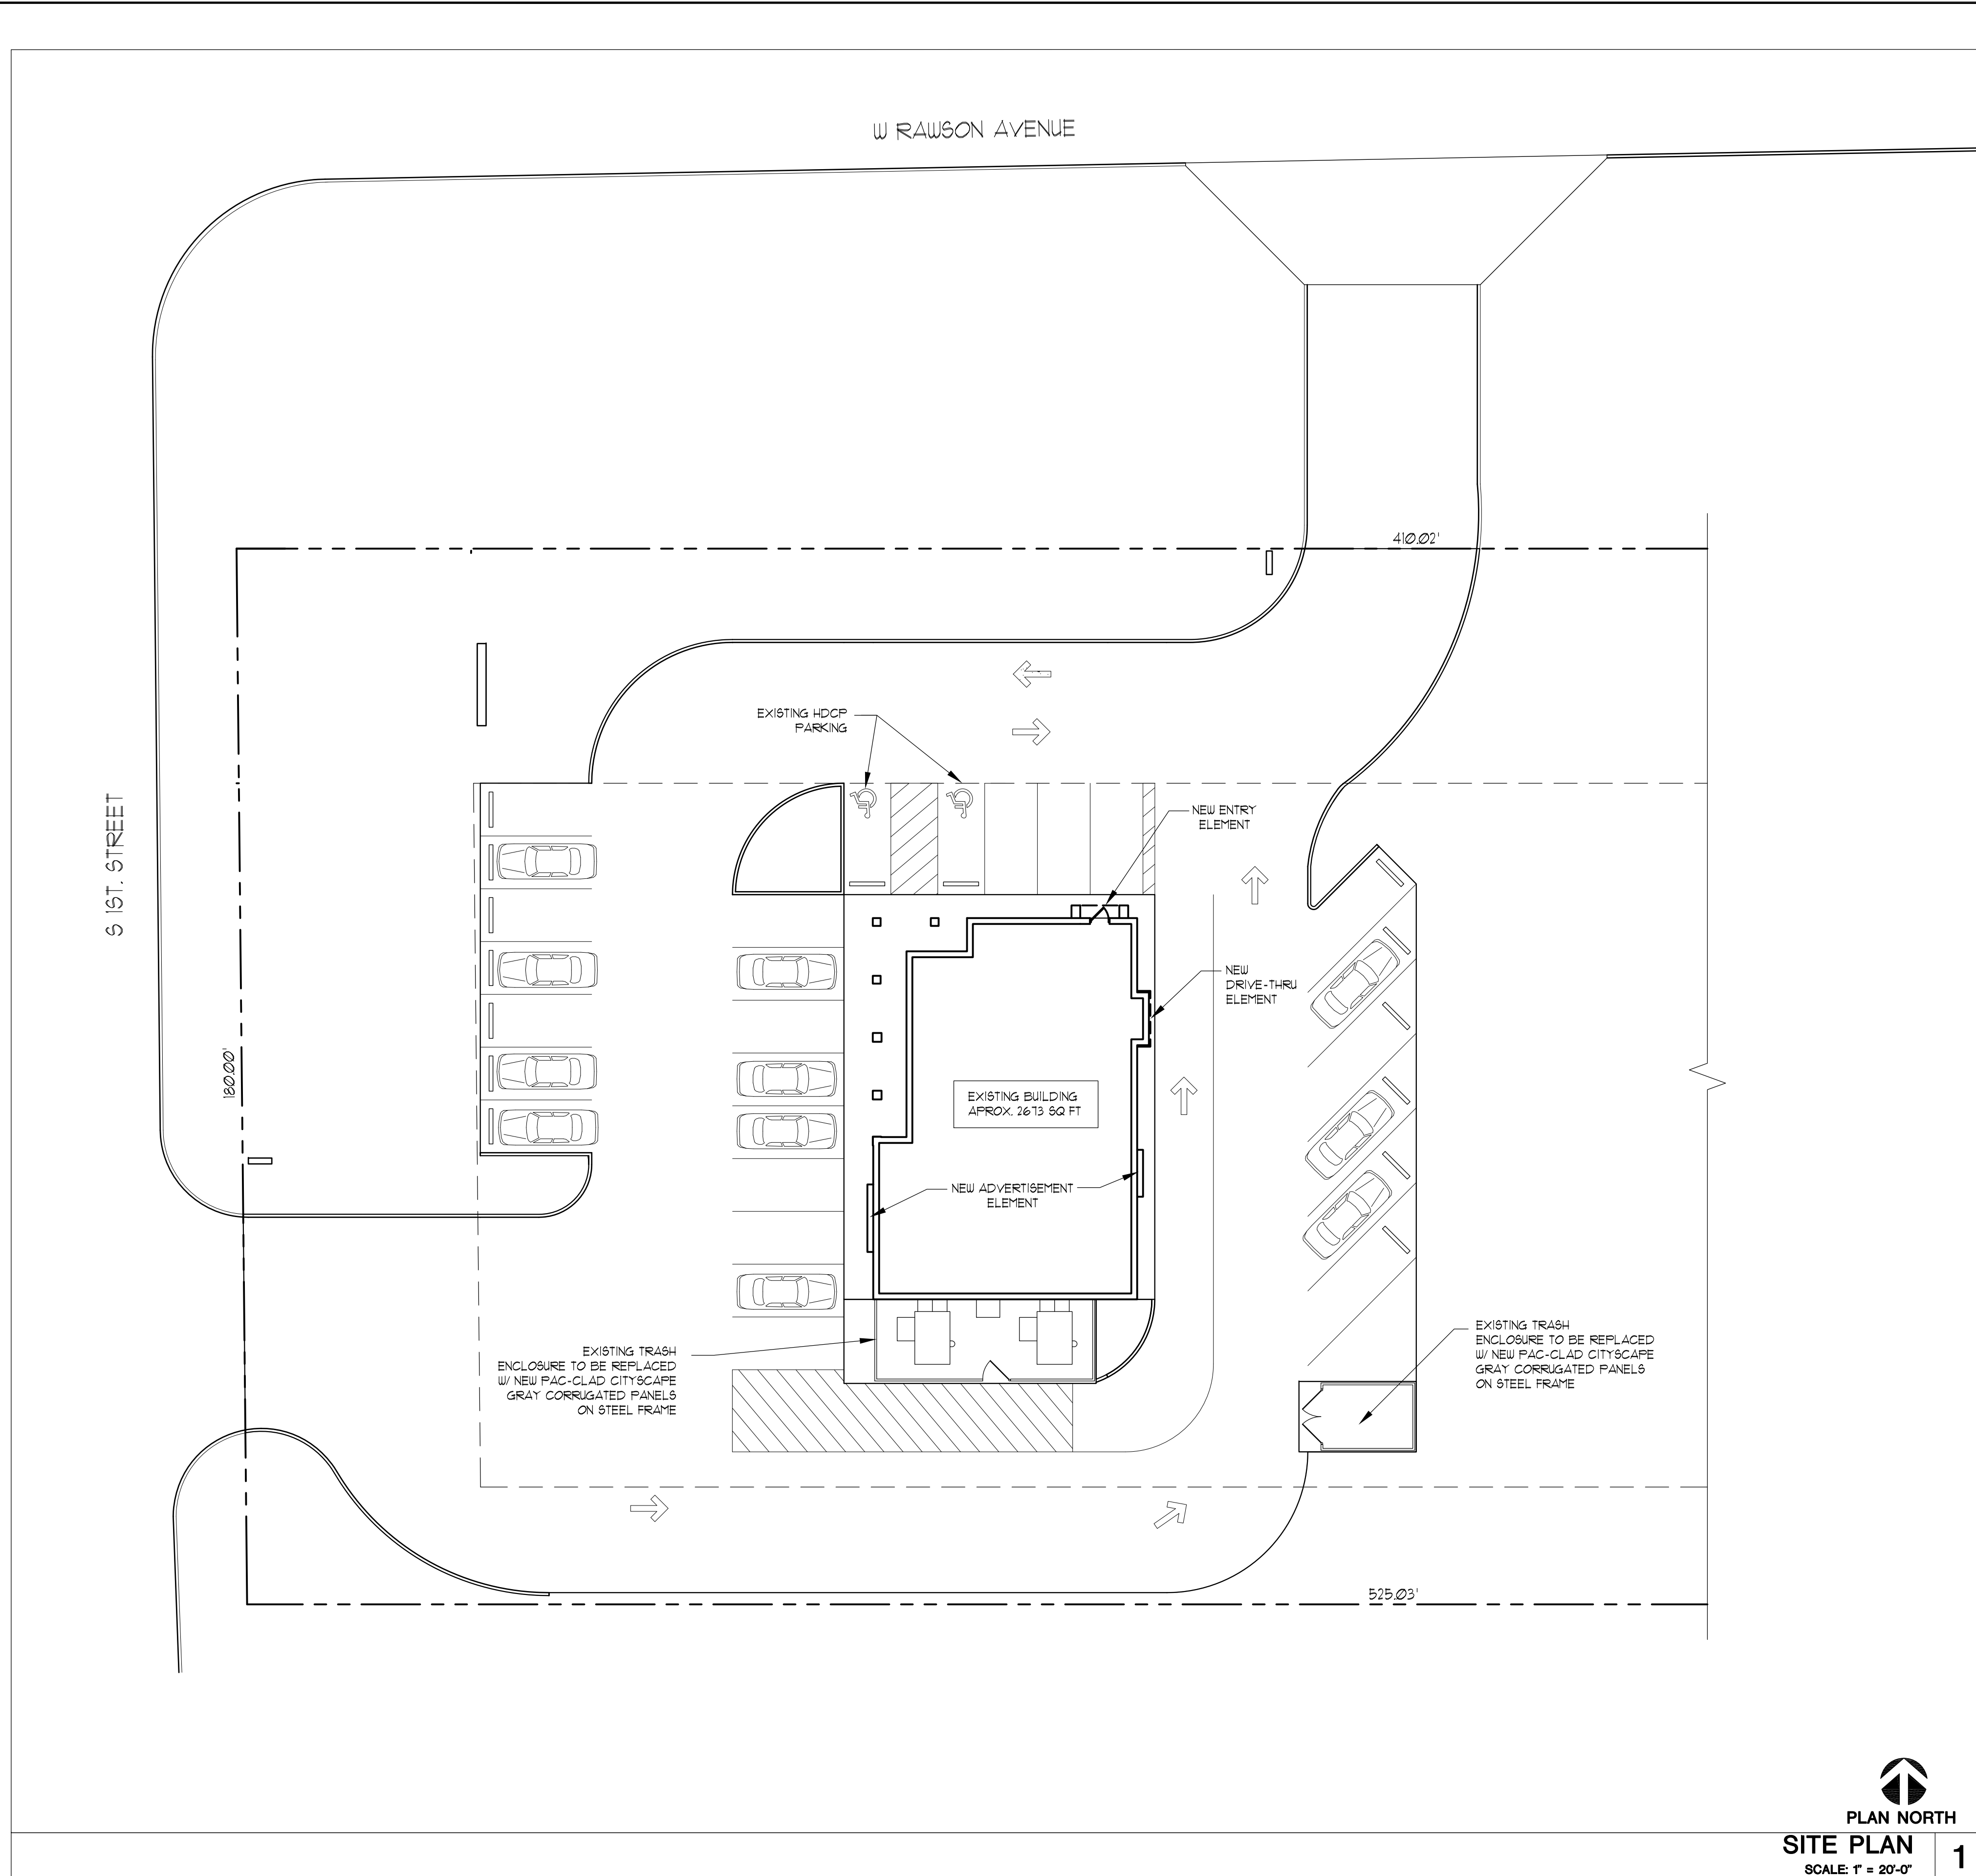 W RAWSON AVENUE
410.02'
EXISTING HDCP
PARKING
NEW ENTRY
ELEMENT
S 1ST. STREET
NEW
DRIVE-THRU
ELEMENT
180.00'
EXISTING BUILDING
APROX. 2673 SQ FT
NEW ADVERTISEMENT
ELEMENT
EXISTING TRASH
ENCLOSURE TO BE REPLACED
W/ NEW PAC-CLAD CITYSCAPE
GRAY CORRUGATED PANELS
ON STEEL FRAME
EXISTING TRASH
ENCLOSURE TO BE REPLACED
W/ NEW PAC-CLAD CITYSCAPE
GRAY CORRUGATED PANELS
ON STEEL FRAME
525.03'
PLAN NORTH
SITE PLAN
SCALE: 1" = 20'-0"
1